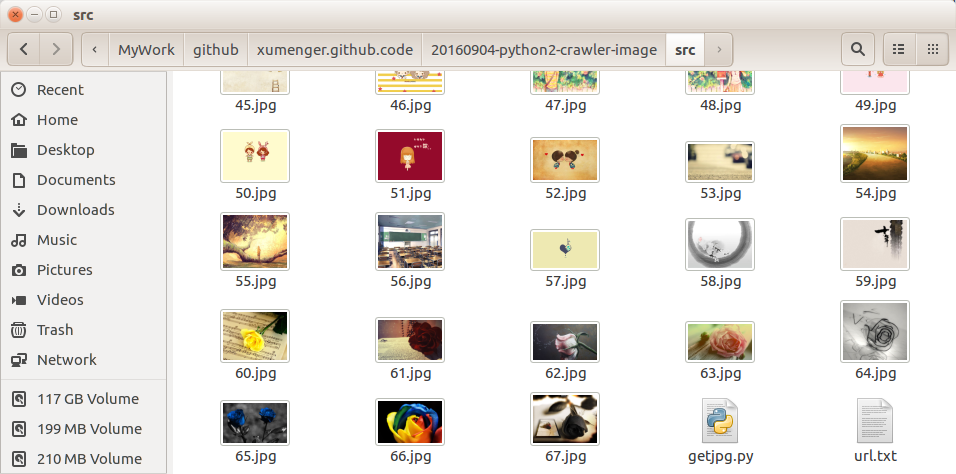 src
MyWork github xumenger.github.code 20160904-python2-crawler-image src
Recent
Home
Desktop
Documents
Downloads
Music
Pictures
Videos
Trash
Network
117 GB Volume
199 MB Volume
210 MB Volume
45.jpg 46.jpg 47.jpg 48.jpg 49.jpg
50.jpg 51.jpg 52.jpg 53.jpg 54.jpg
55.jpg 56.jpg 57.jpg 58.jpg 59.jpg
60.jpg 61.jpg 62.jpg 63.jpg 64.jpg
65.jpg 66.jpg 67.jpg getjpg.py url.txt